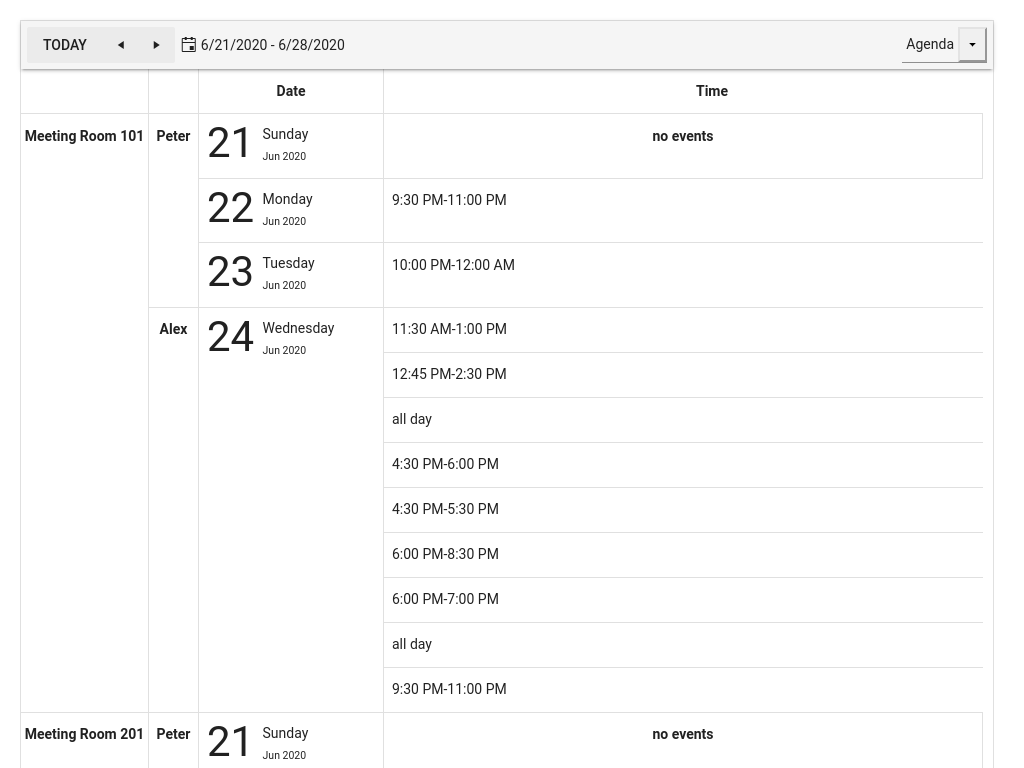 TODAY 6/21/2020 - 6/28/2020 Agenda
Date Time
Meeting Room 101 Peter 21 Sunday no events
Jun 2020
22 Monday 9:30 PM-11:00 PM
Jun 2020
23 Tuesday 10:00 PM-12:00 AM
Jun 2020
Alex 24 Wednesday 11:30 AM-1:00 PM
Jun 2020
12:45 PM-2:30 PM
all day
4:30 PM-6:00 PM
4:30 PM-5:30 PM
6:00 PM-8:30 PM
6:00 PM-7:00 PM
all day
9:30 PM-11:00 PM
Meeting Room 201 Peter 21 Sunday no events
Jun 2020